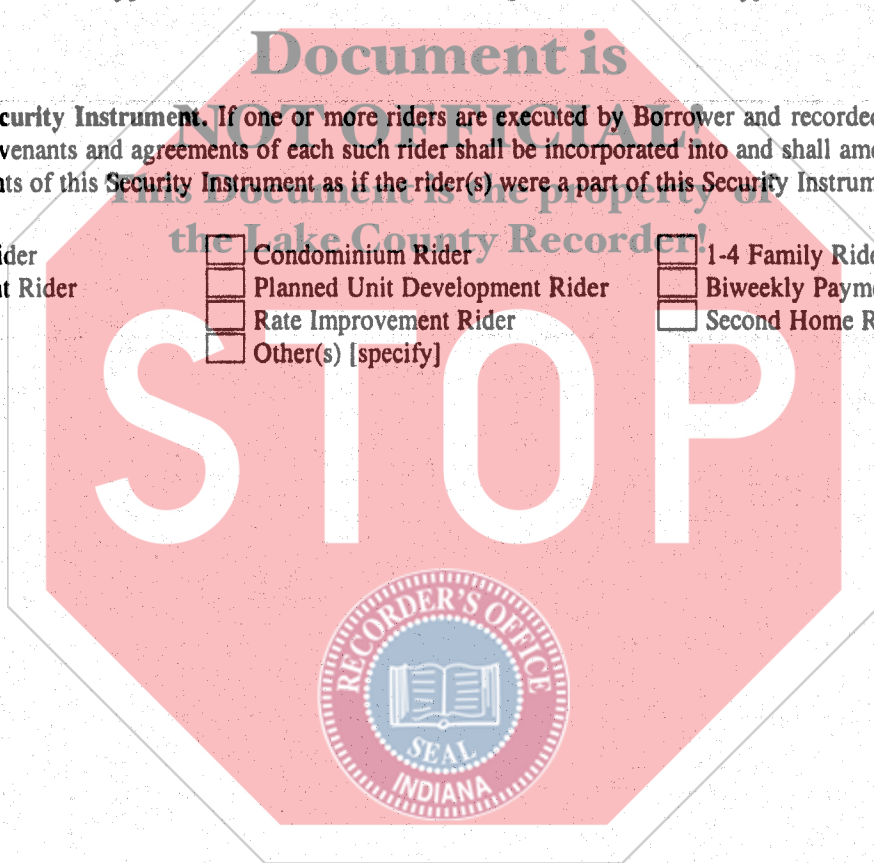 Document is
NOT OFFICIAL!
curity Instrument. If one or more riders are executed by Borrower and recorded
venants and agreements of each such rider shall be incorporated into and shall ame
ts of this Security Instrument as if the rider(s) were a part of this Security Instrum
This Document is the property of
the Lake County Recorder!
ider
Condominium Rider
1-4 Family Ride
t Rider
Planned Unit Development Rider
Biweekly Payme
Rate Improvement Rider
Second Home R
Other(s) [specify]
STOP
RECORDER'S OFFICE
SEAL
INDIANA